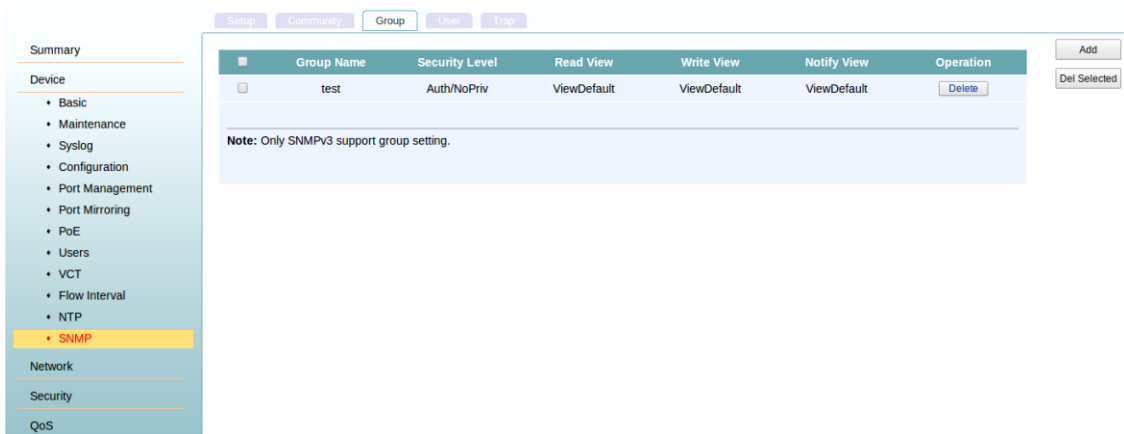 Setup Community Group User Trap
Summary
Device
Basic
Maintenance
Syslog
Configuration
Port Management
Port Mirroring
PoE
Users
VCT
Flow Interval
NTP
SNMP
Network
Security
QoS
Group Name Security Level Read View Write View Notify View Operation
test Auth/NoPriv ViewDefault ViewDefault ViewDefault Delete
Note: Only SNMPv3 support group setting.
Add
Del Selected